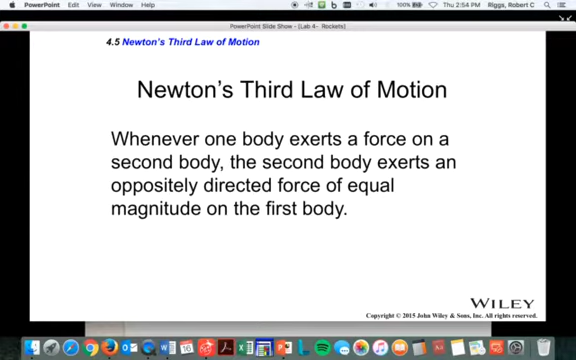 PowerPoint File Edit View Window Help 100% Thu 2:54 PM Riggs, Robert C
PowerPoint Slide Show - [Lab 4- Rockets]
4.5 Newton's Third Law of Motion
Newton's Third Law of Motion
Whenever one body exerts a force on a
second body, the second body exerts an
oppositely directed force of equal
magnitude on the first body.
WILEY
Copyright © 2015 John Wiley & Sons, Inc. All rights reserved.